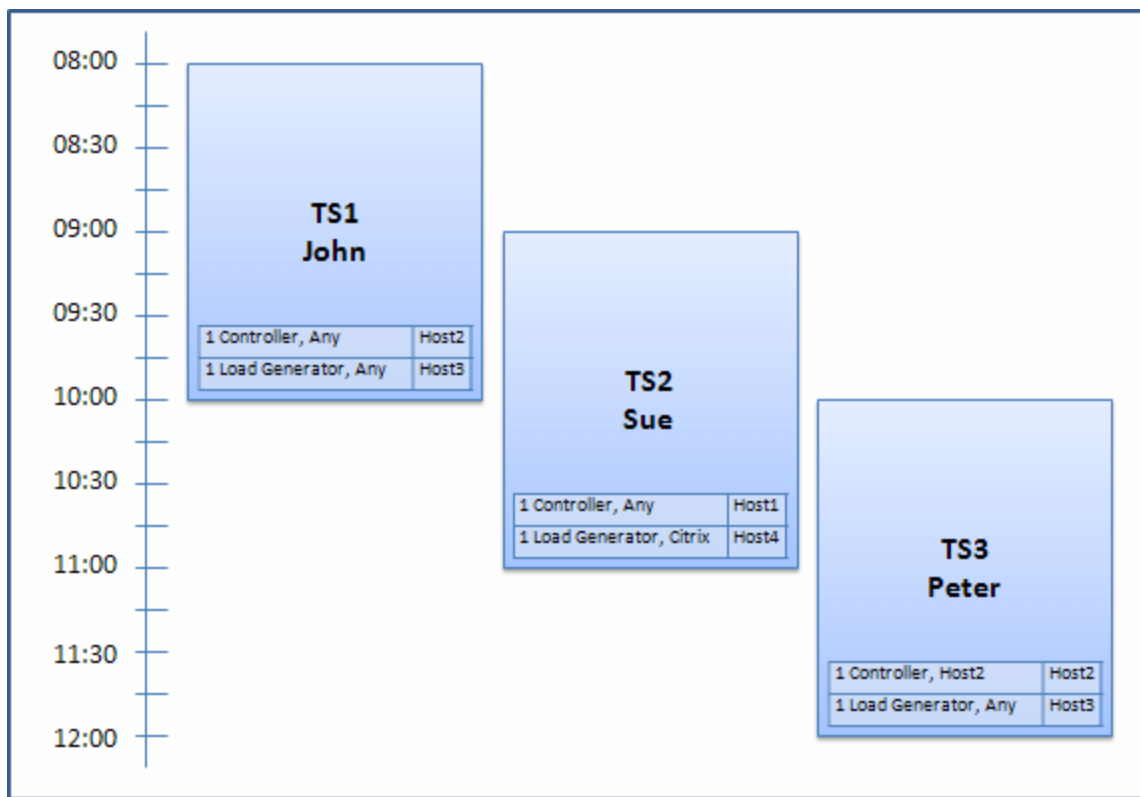 08:00
08:30
09:00
09:30
10:00
10:30
11:00
11:30
12:00
TS1
John
1 Controller, Any Host2
1 Load Generator, Any Host3
TS2
Sue
1 Controller, Any Host1
1 Load Generator, Citrix Host4
TS3
Peter
1 Controller, Host2 Host2
1 Load Generator, Any Host3